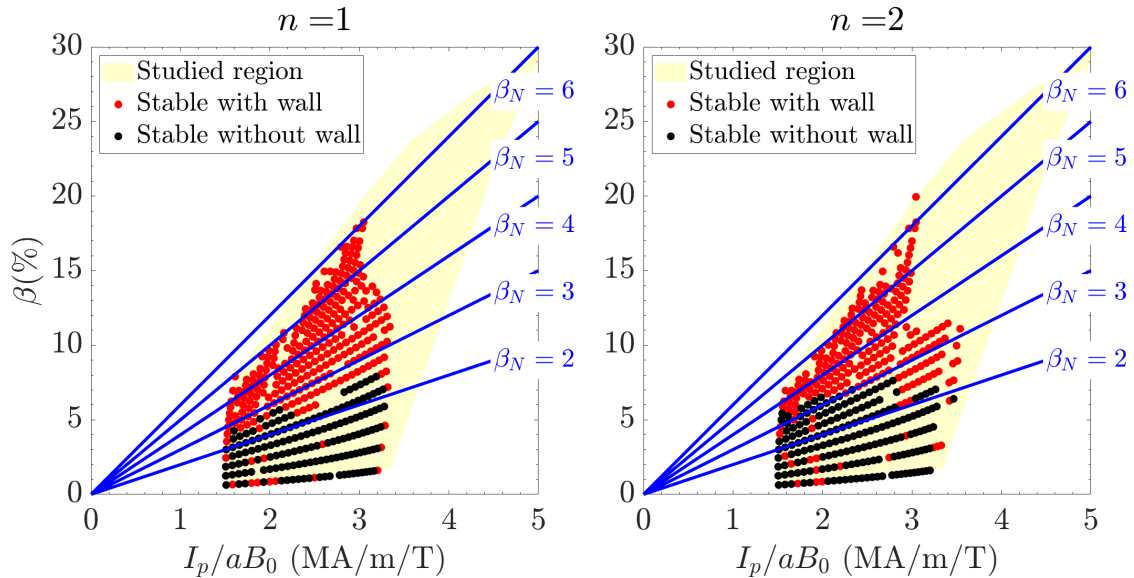 n =1
30
25
20
15
10
5
0
β(%)
Studied region
Stable with wall
Stable without wall
β_N = 6
β_N = 5
β_N = 4
β_N = 3
β_N = 2
0 1 2 3 4 5
I_p/aB_0 (MA/m/T)
n =2
30
25
20
15
10
5
0
Studied region
Stable with wall
Stable without wall
β_N = 6
β_N = 5
β_N = 4
β_N = 3
β_N = 2
0 1 2 3 4 5
I_p/aB_0 (MA/m/T)